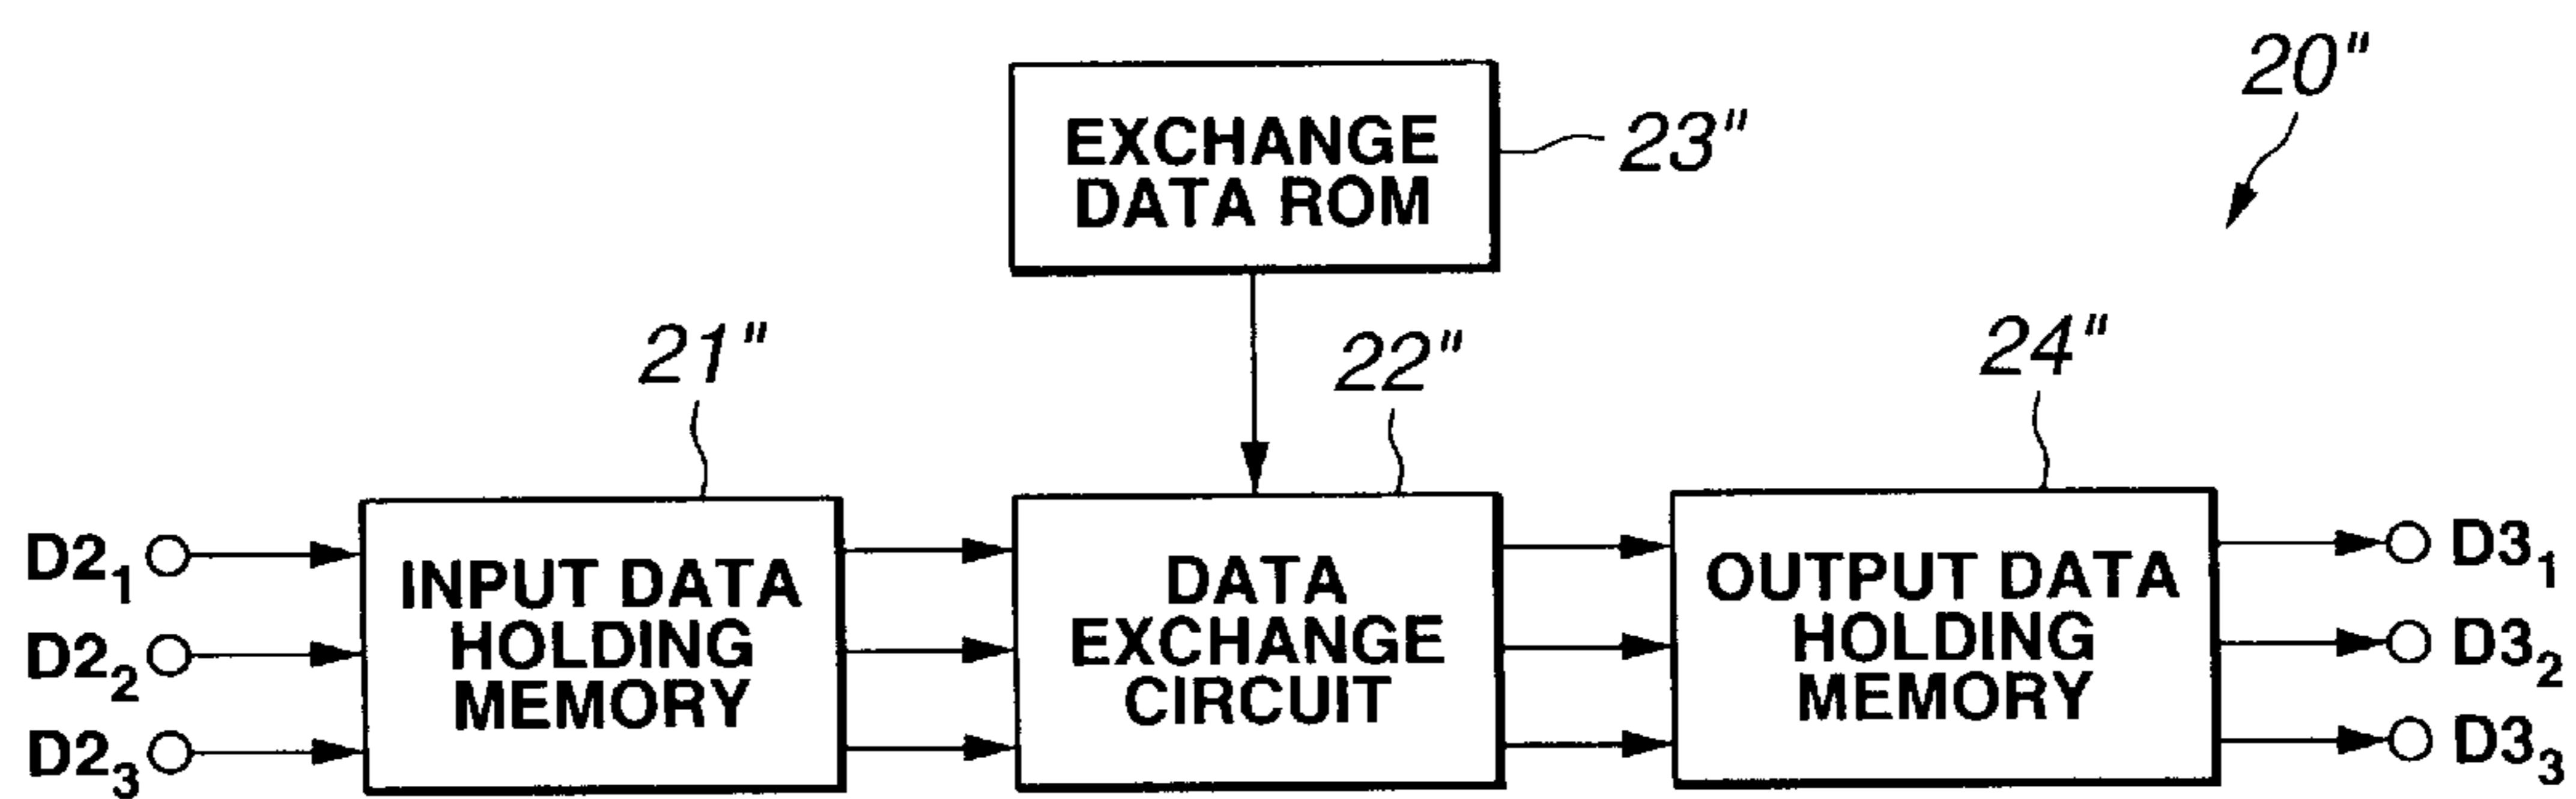 20"
EXCHANGE
DATA ROM
23"
21"
22"
24"
D2₁
D2₂
D2₃
INPUT DATA
HOLDING
MEMORY
DATA
EXCHANGE
CIRCUIT
OUTPUT DATA
HOLDING
MEMORY
D3₁
D3₂
D3₃